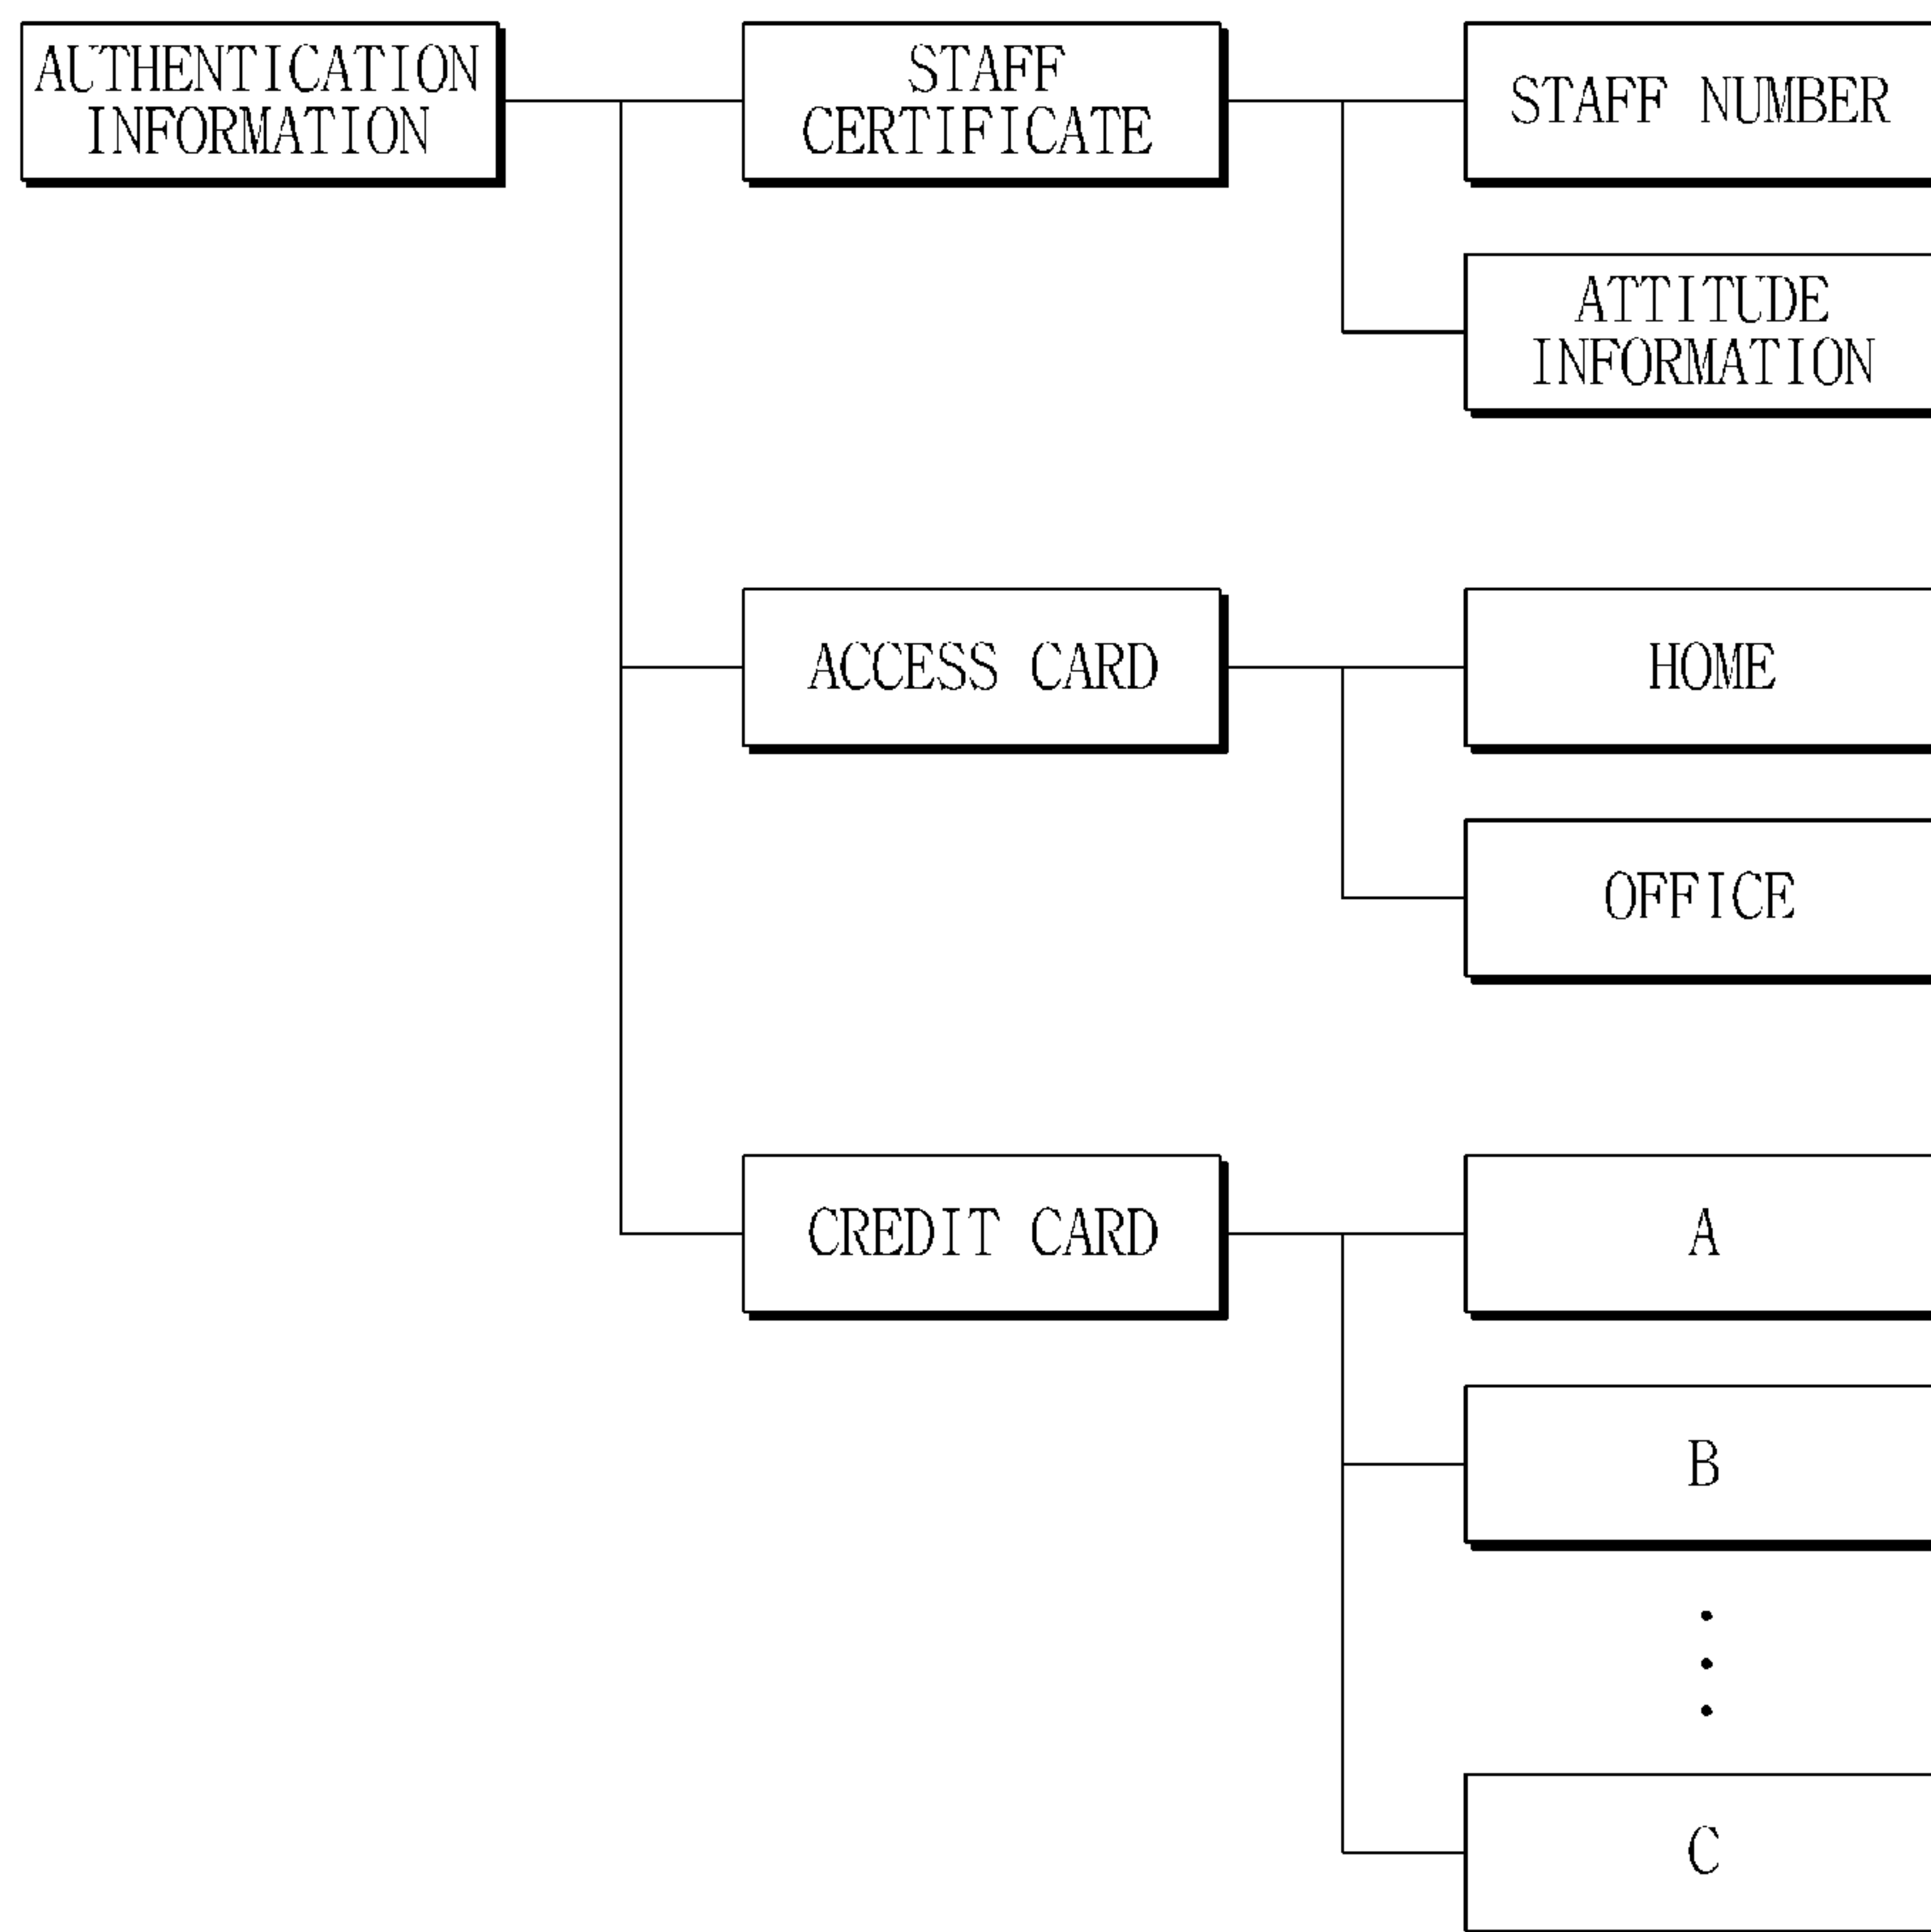 AUTHENTICATION
INFORMATION
STAFF
CERTIFICATE
STAFF NUMBER
ATTITUDE
INFORMATION
ACCESS CARD
HOME
OFFICE
CREDIT CARD
A
B
C